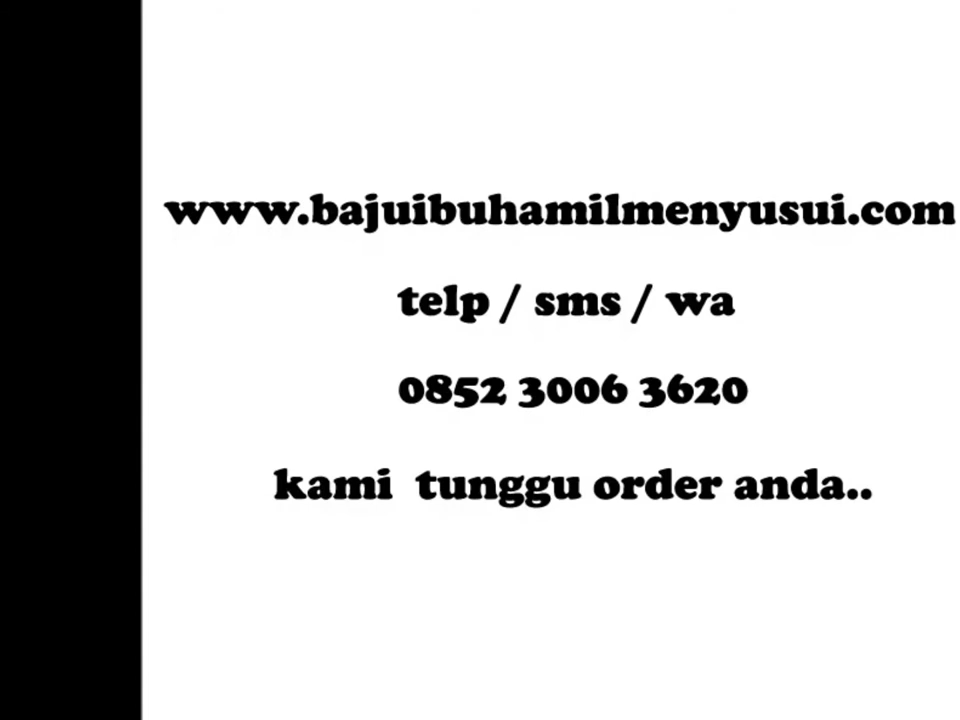 www.bajuibuhamilmenyusui.com
telp / sms / wa
0852 3006 3620
kami tunggu order anda..